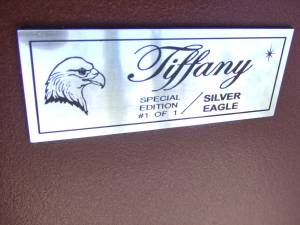 Tiffany
SPECIAL
EDITION
#1 OF 1 / SILVER
EAGLE